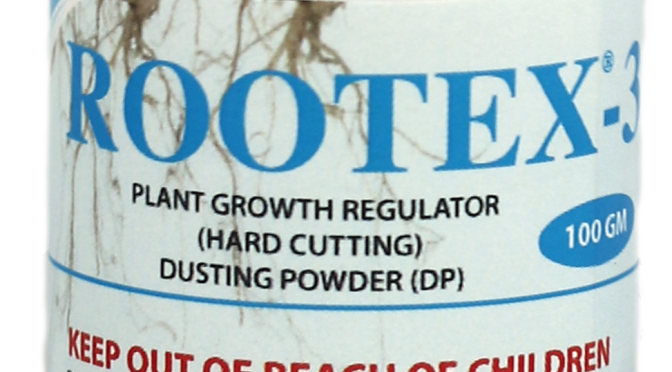 ROOTEX®-3
PLANT GROWTH REGULATOR
(HARD CUTTING)
100 GM
DUSTING POWDER (DP)
KEEP OUT OF REACH OF CHILDREN